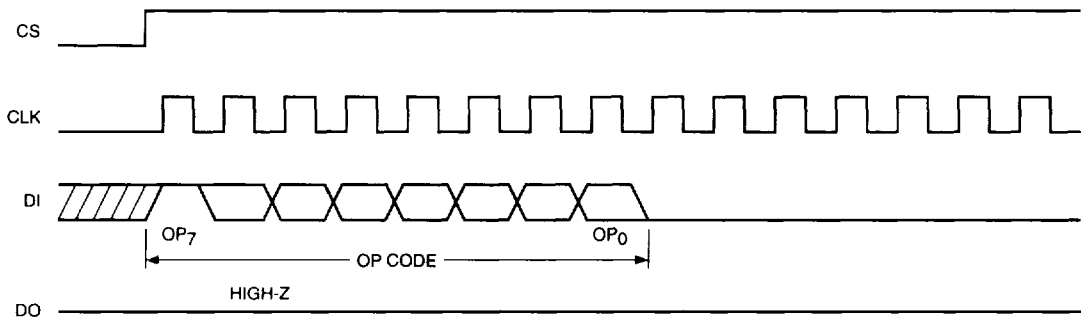 CS
CLK
DI
OP7 OP0
OP CODE
HIGH-Z
DO